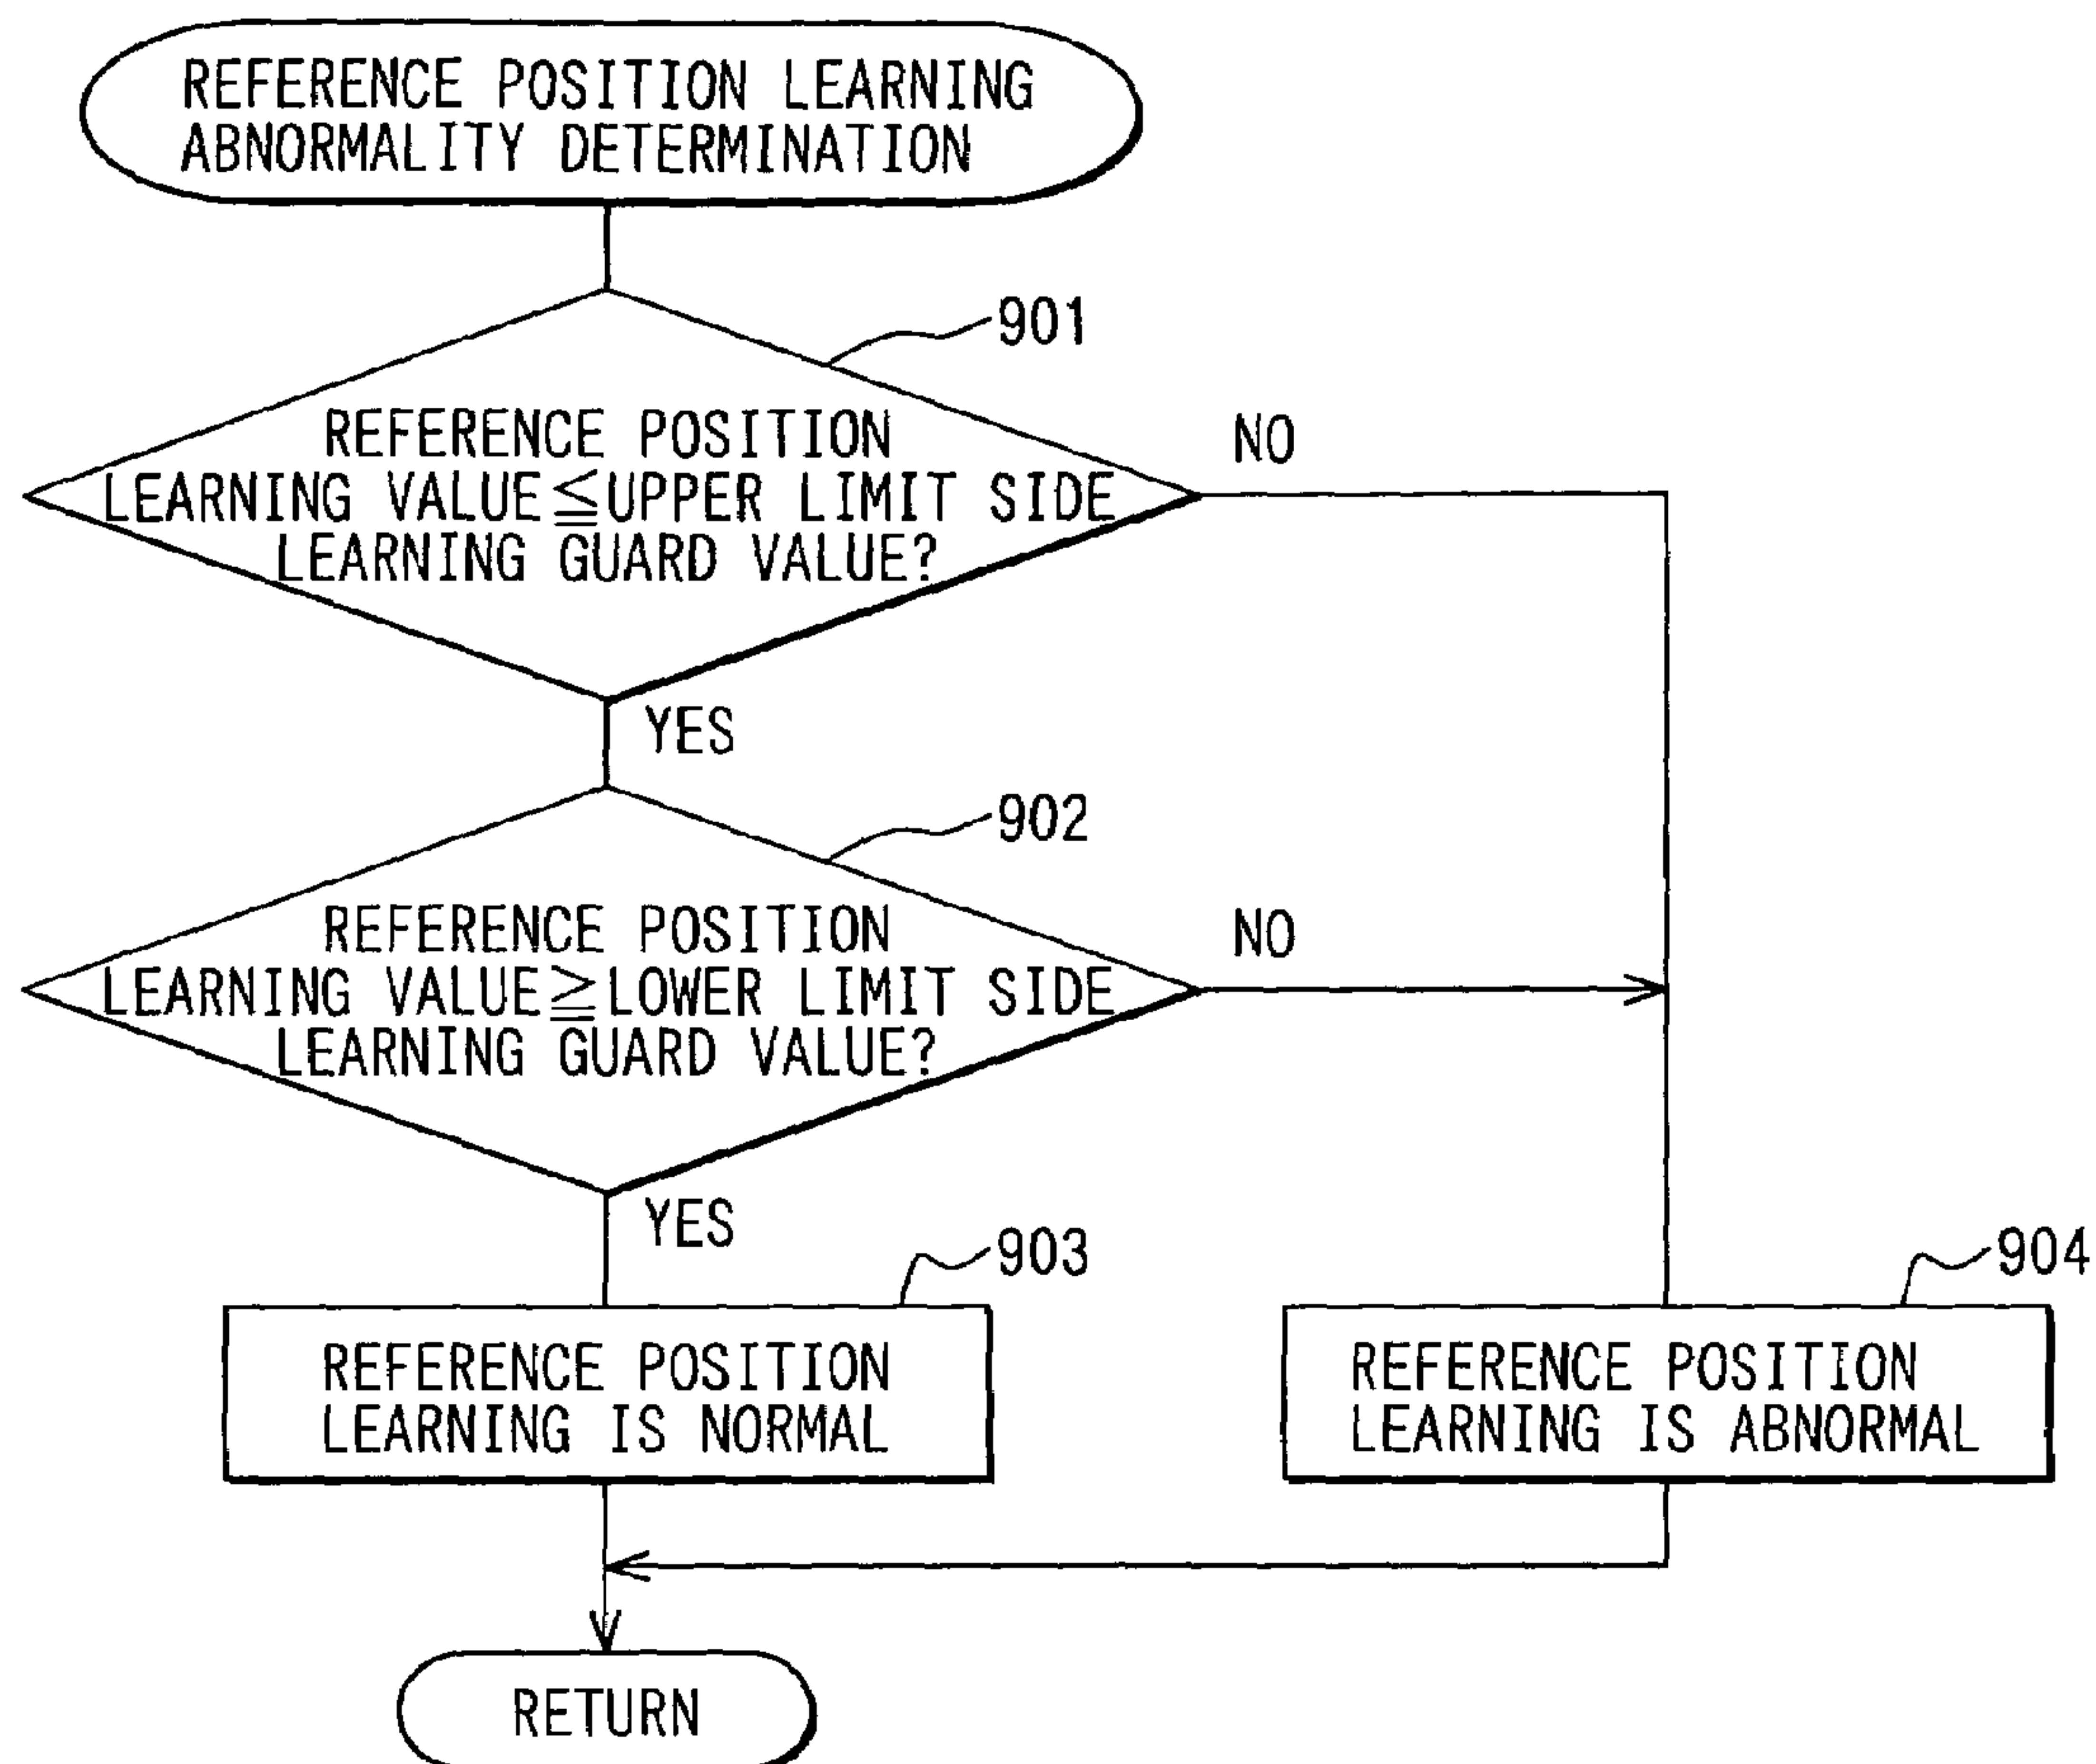 REFERENCE POSITION LEARNING
ABNORMALITY DETERMINATION
901
REFERENCE POSITION
LEARNING VALUE≦UPPER LIMIT SIDE
LEARNING GUARD VALUE?
NO
YES
902
REFERENCE POSITION
LEARNING VALUE≧LOWER LIMIT SIDE
LEARNING GUARD VALUE?
NO
YES
903
REFERENCE POSITION
LEARNING IS NORMAL
904
REFERENCE POSITION
LEARNING IS ABNORMAL
RETURN